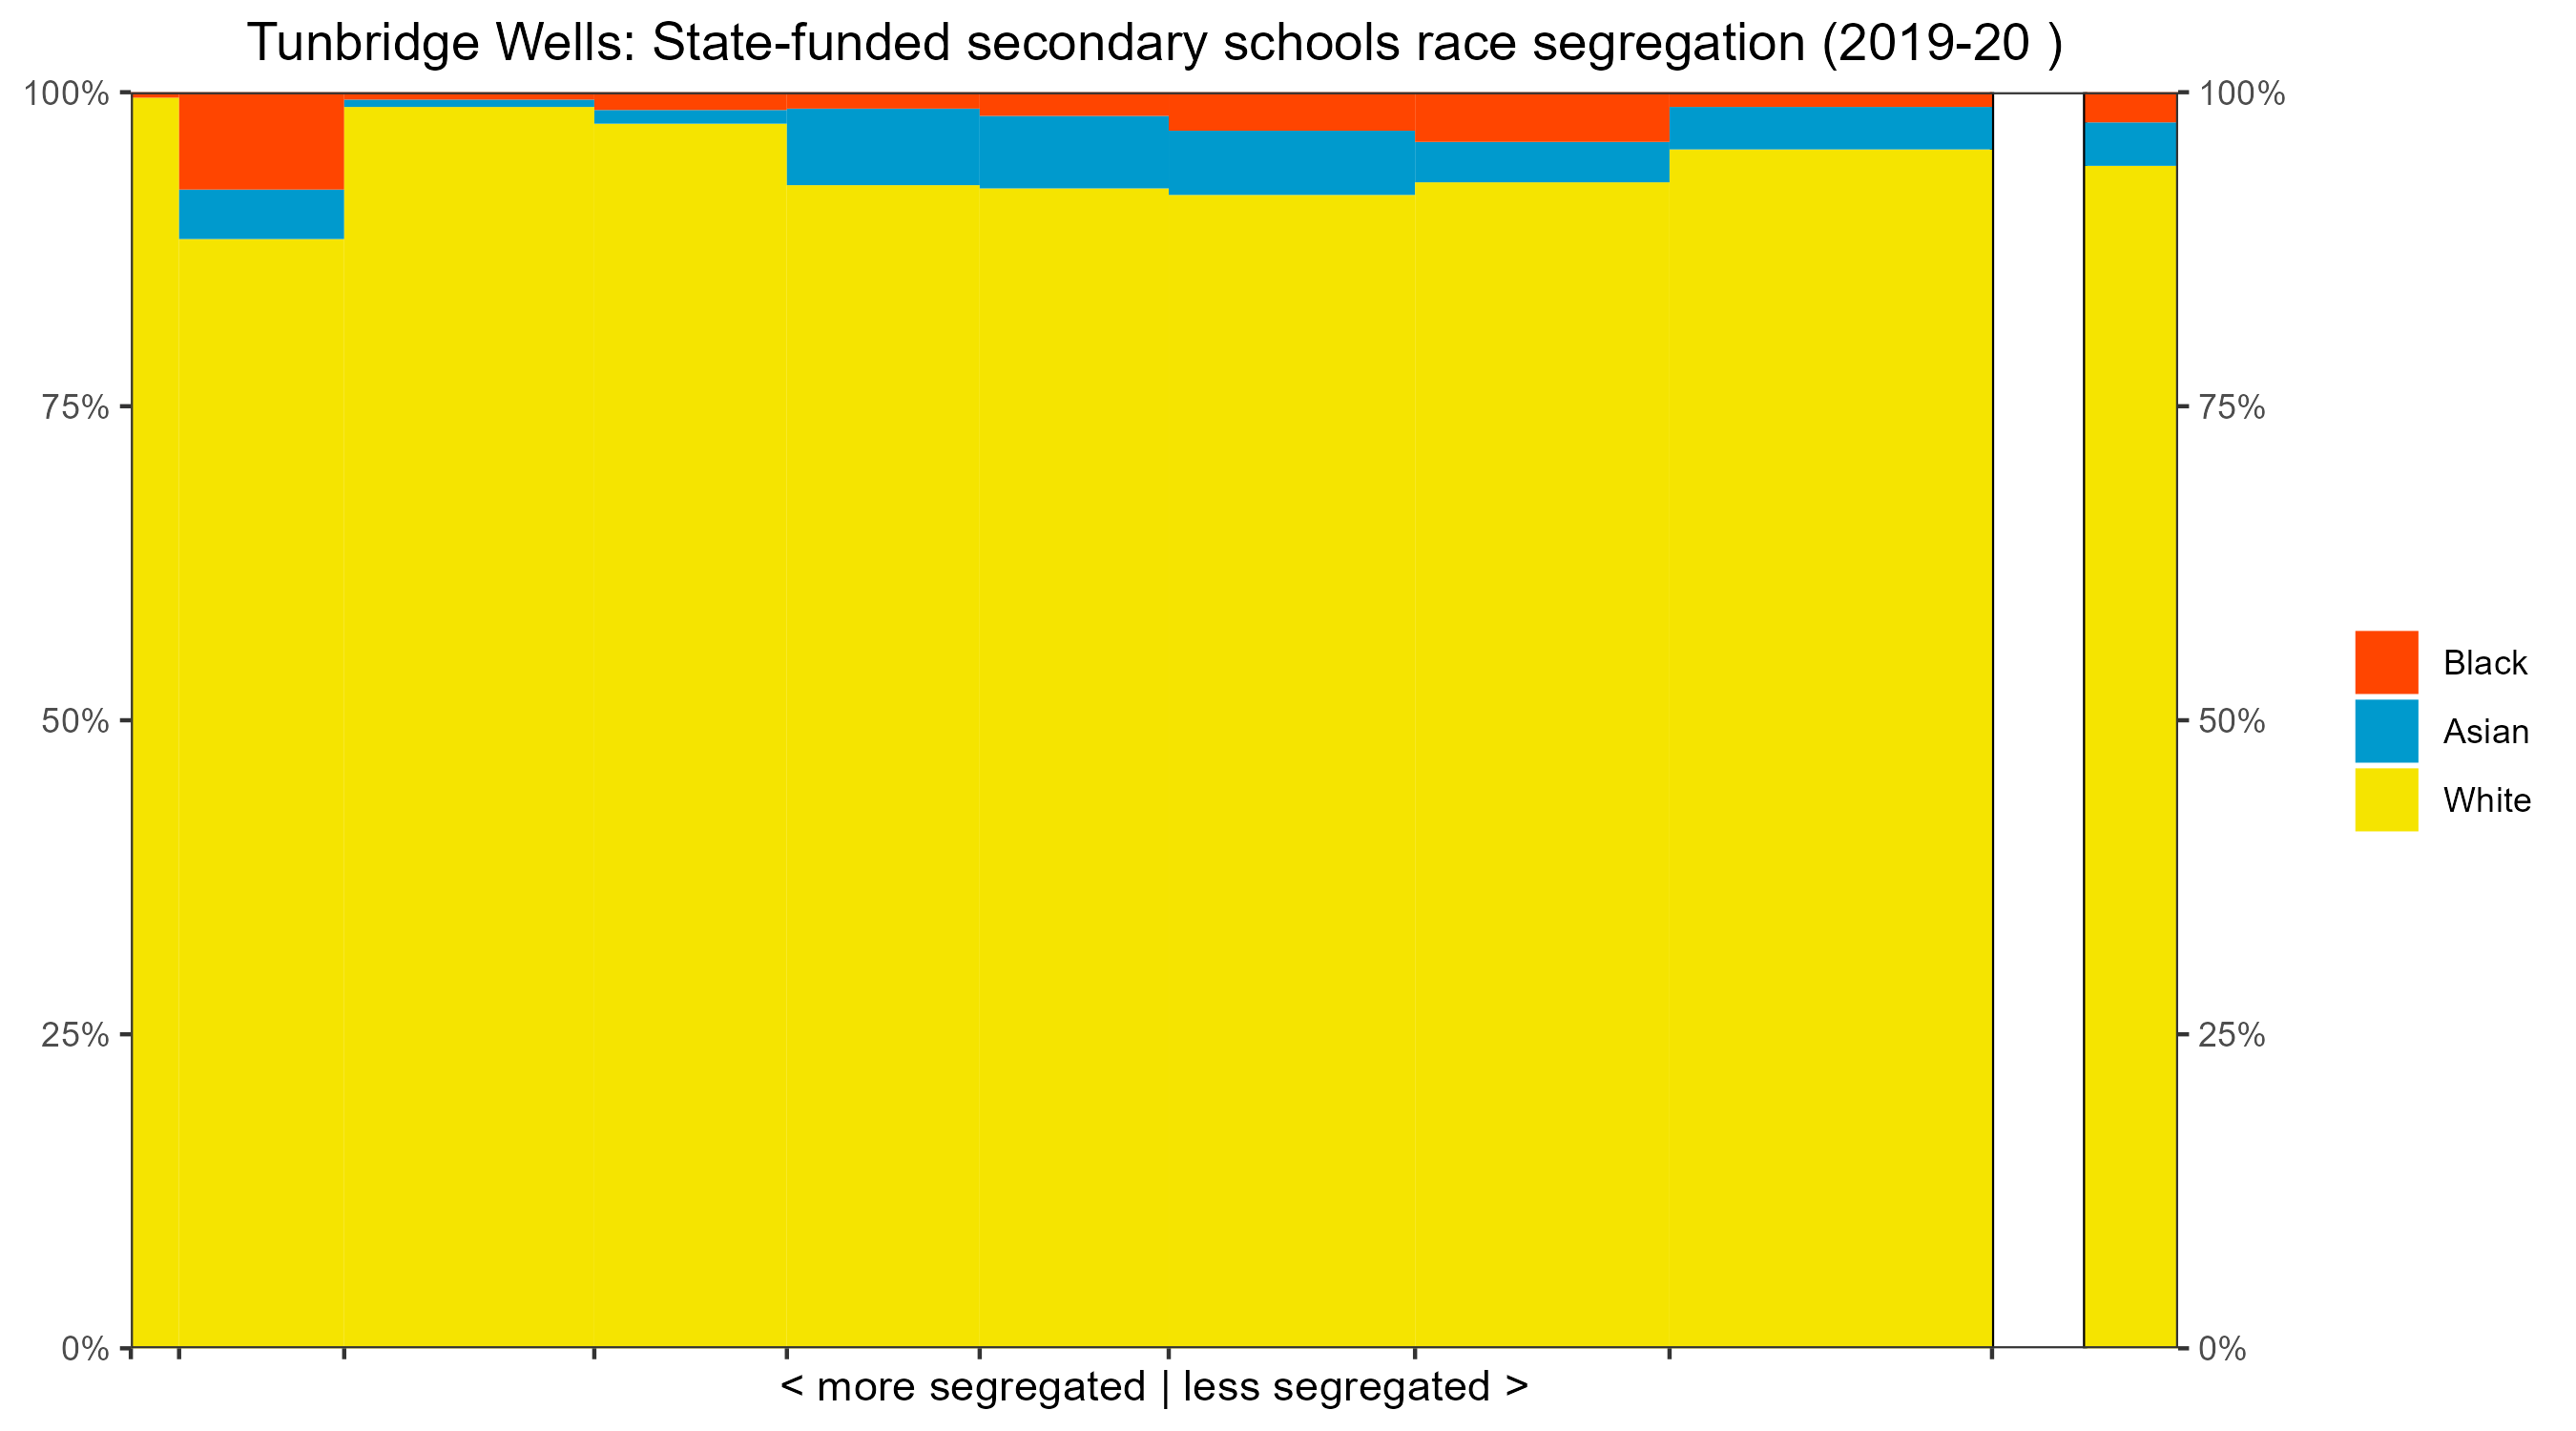 Tunbridge Wells: State-funded secondary schools race segregation (2019-20 )
100%
75%
50%
25%
0%
100%
75%
50%
25%
0%
Black
Asian
White
< more segregated | less segregated >